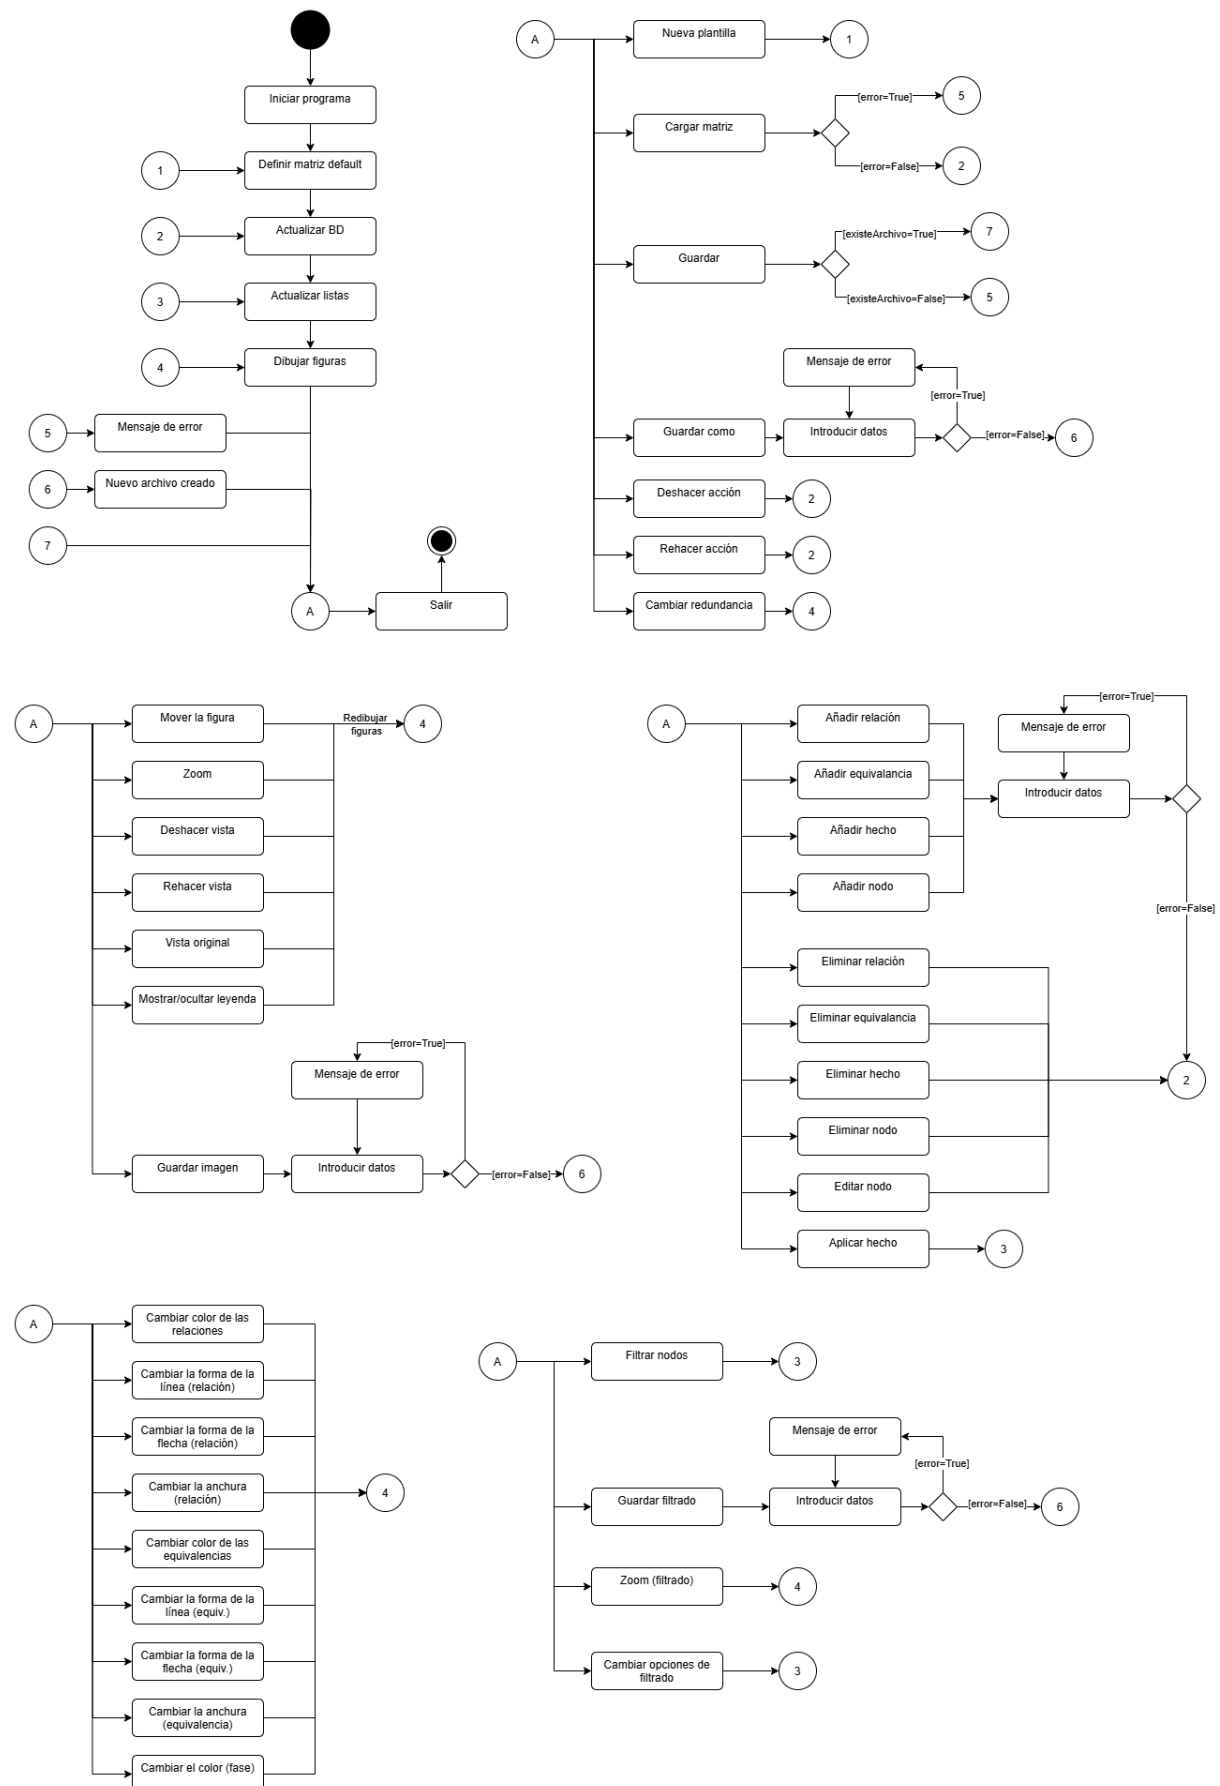 Iniciar programa
1
Definir matriz default
2
Actualizar BD
3
Actualizar listas
4
Dibujar figuras
5
Mensaje de error
6
Nuevo archivo creado
7
A
Salir
A
Nueva plantilla
1
Cargar matriz
[error=True]
5
[error=False]
2
Guardar
[existeArchivo=True]
7
[existeArchivo=False]
5
Mensaje de error
[error=True]
Guardar como
Introducir datos
[error=False]
6
Deshacer acción
2
Rehacer acción
2
Cambiar redundancia
4
A
Mover la figura
Redibujar
figuras
4
Zoom
Deshacer vista
Rehacer vista
Vista original
Mostrar/ocultar leyenda
[error=True]
Mensaje de error
Guardar imagen
Introducir datos
[error=False]
6
A
Añadir relación
[error=True]
Mensaje de error
Añadir equivalancia
Introducir datos
Añadir hecho
Añadir nodo
[error=False]
Eliminar relación
Eliminar equivalancia
Eliminar hecho
2
Eliminar nodo
Editar nodo
Aplicar hecho
3
A
Cambiar color de las
relaciones
Cambiar la forma de la
línea (relación)
Cambiar la forma de la
flecha (relación)
Cambiar la anchura
(relación)
4
Cambiar color de las
equivalencias
Cambiar la forma de la
línea (equiv.)
Cambiar la forma de la
flecha (equiv.)
Cambiar la anchura
(equivalencia)
Cambiar el color (fase)
A
Filtrar nodos
3
Mensaje de error
[error=True]
Guardar filtrado
Introducir datos
[error=False]
6
Zoom (filtrado)
4
Cambiar opciones de
filtrado
3